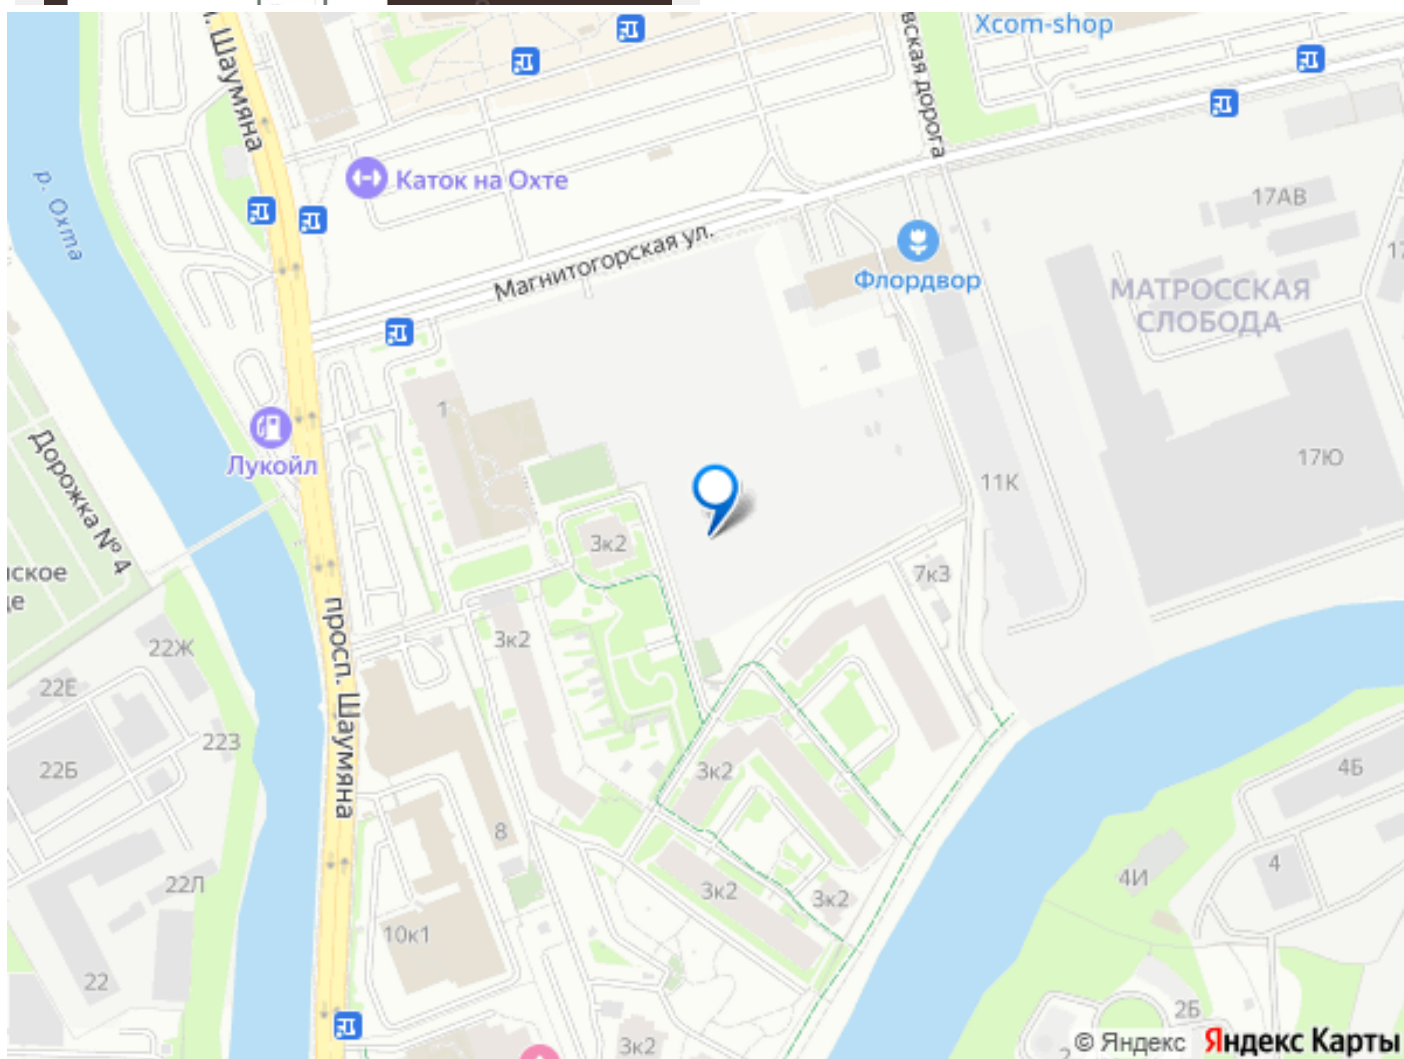 Xcom-shop
вская дорога
. Шаумяна
р. Охта
Каток на Охте
17АВ
Магнитогорская ул.
Флордвор
МАТРОССКАЯ
СЛОБОДА
17
1
Лукойл
Дорожка № 4
17Ю
11К
3к2
7к3
ское
е
просп. Шаумяна
22Ж
3к2
22Е
223
22Б
3к2
4Б
8
22Л
3к2
3к2
4И
4
10к1
22
2Б
3к2
2
© Яндекс
Яндекс Карты